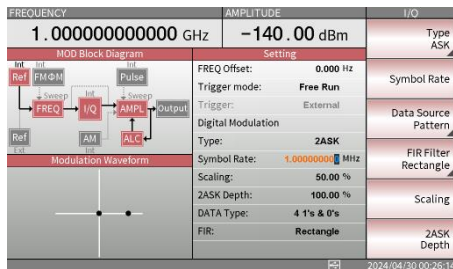 FREQUENCY AMPLITUDE I/Q
1.000000000000 GHz -140.00 dBm
MOD Block Diagram
Int Int Int
Ref FMΦM Pulse
Sweep Int Sweep
FREQ I/Q AMPL Output
Ref AM ALC
Ext Int
Modulation Waveform
Setting
FREQ Offset: 0.000 Hz
Trigger mode: Free Run
Trigger: External
Digital Modulation
Type: 2ASK
Symbol Rate: 1.00000000 MHz
Scaling: 50.00 %
2ASK Depth: 100.00 %
DATA Type: 4 1's & 0's
FIR: Rectangle
Type
ASK
Symbol Rate
Data Source
Pattern
FIR Filter
Rectangle
Scaling
2ASK
Depth
2024/04/30 00:26:14